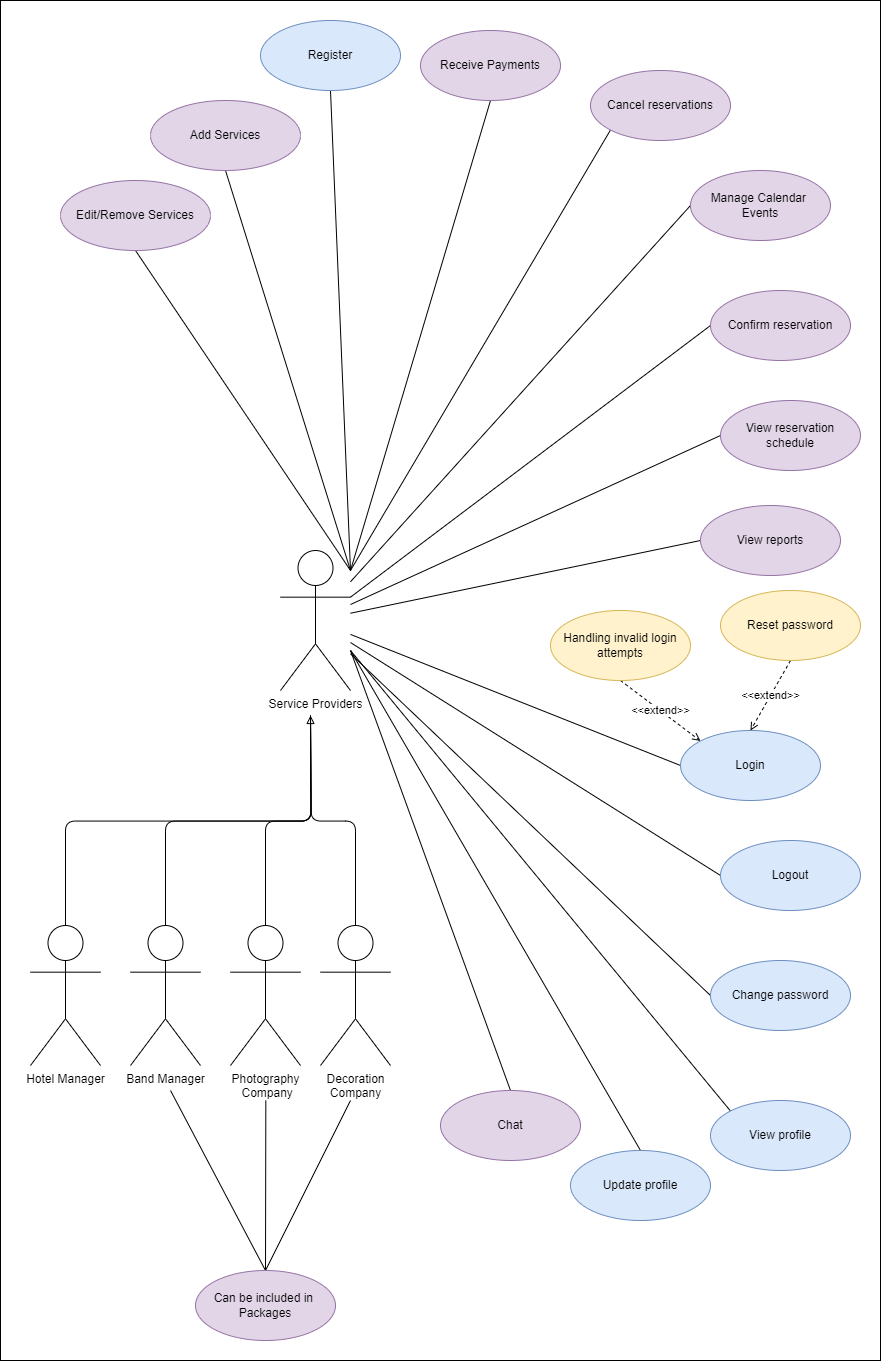 Register
Receive Payments
Cancel reservations
Add Services
Edit/Remove Services
Manage Calendar
Events
Confirm reservation
View reservation
schedule
View reports
Handling invalid login
attempts
Reset password
<<extend>>
<<extend>>
Service Providers
Login
Logout
Change password
Hotel Manager
Band Manager
Photography
Company
Decoration
Company
Chat
View profile
Update profile
Can be included in
Packages